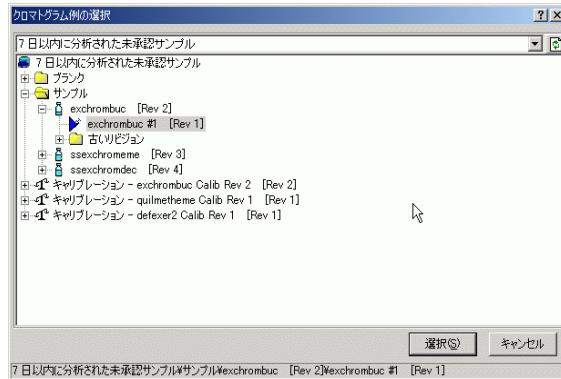 クロマトグラム例の選択
7 日以内に分析された未承認サンプル
7 日以内に分析された未承認サンプル
ブランク
サンプル
exchrombuc [Rev 2]
exchrombuc #1 [Rev 1]
古いリビジョン
ssexchromeme [Rev 3]
ssexchromdec [Rev 4]
キャリブレーション - exchrombuc Calib Rev 2 [Rev 2]
キャリブレーション - quilmetheme Calib Rev 1 [Rev 1]
キャリブレーション - defexer2 Calib Rev 1 [Rev 1]
選択(S) キャンセル
7 日以内に分析された未承認サンプル¥サンプル¥exchrombuc [Rev 2]¥exchrombuc #1 [Rev 1]